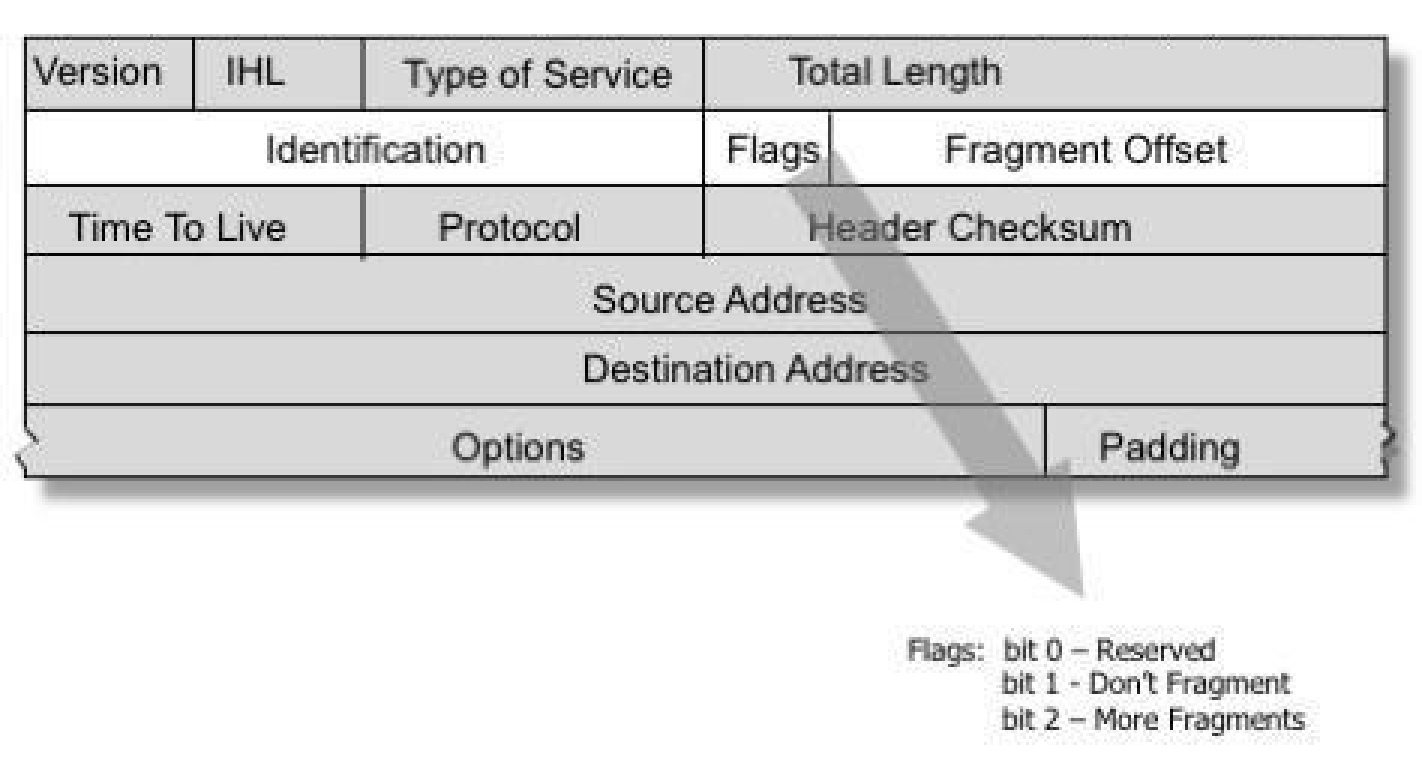 Version IHL Type of Service Total Length
Identification Flags Fragment Offset
Time To Live Protocol Header Checksum
Source Address
Destination Address
Options Padding
Flags: bit 0 – Reserved
bit 1 - Don't Fragment
bit 2 – More Fragments